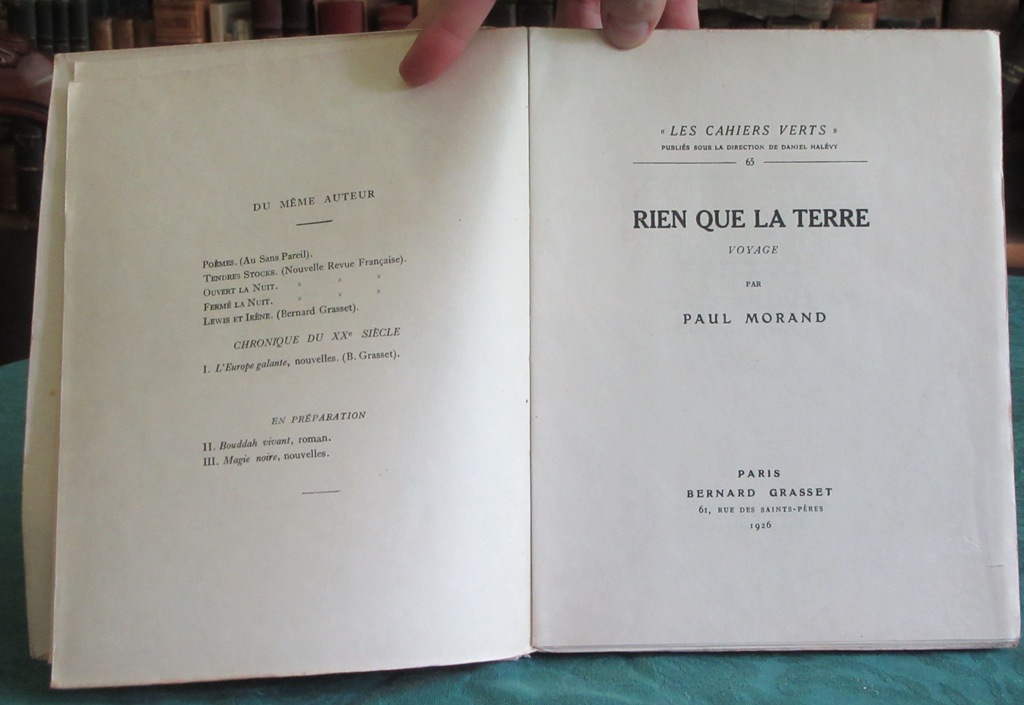 DU MÊME AUTEUR
POÈMES. (Au Sans Pareil).
TENDRES STOCKS. (Nouvelle Revue Française).
OUVERT LA NUIT. » » »
FERMÉ LA NUIT. » » »
LEWIS ET IRÈNE. (Bernard Grasset).
CHRONIQUE DU XXe SIÈCLE
I. L'Europe galante, nouvelles. (B. Grasset).
EN PRÉPARATION
II. Bouddah vivant, roman.
III. Magie noire, nouvelles.
« LES CAHIERS VERTS »
PUBLIÉS SOUS LA DIRECTION DE DANIEL HALÉVY
65
RIEN QUE LA TERRE
VOYAGE
PAR
PAUL MORAND
PARIS
BERNARD GRASSET
61, RUE DES SAINTS-PÈRES
1926